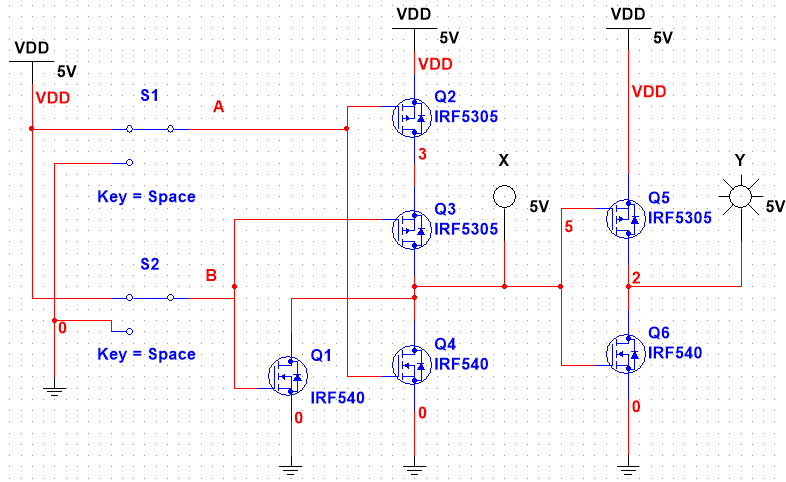 VDD
5V
VDD
5V
VDD
5V
VDD
VDD
VDD
S1
A
Q2
IRF5305
3
X
5V
Y
5V
Key = Space
Q3
IRF5305
5
Q5
IRF5305
S2
B
2
0
Key = Space
Q1
IRF540
0
Q4
IRF540
0
Q6
IRF540
0